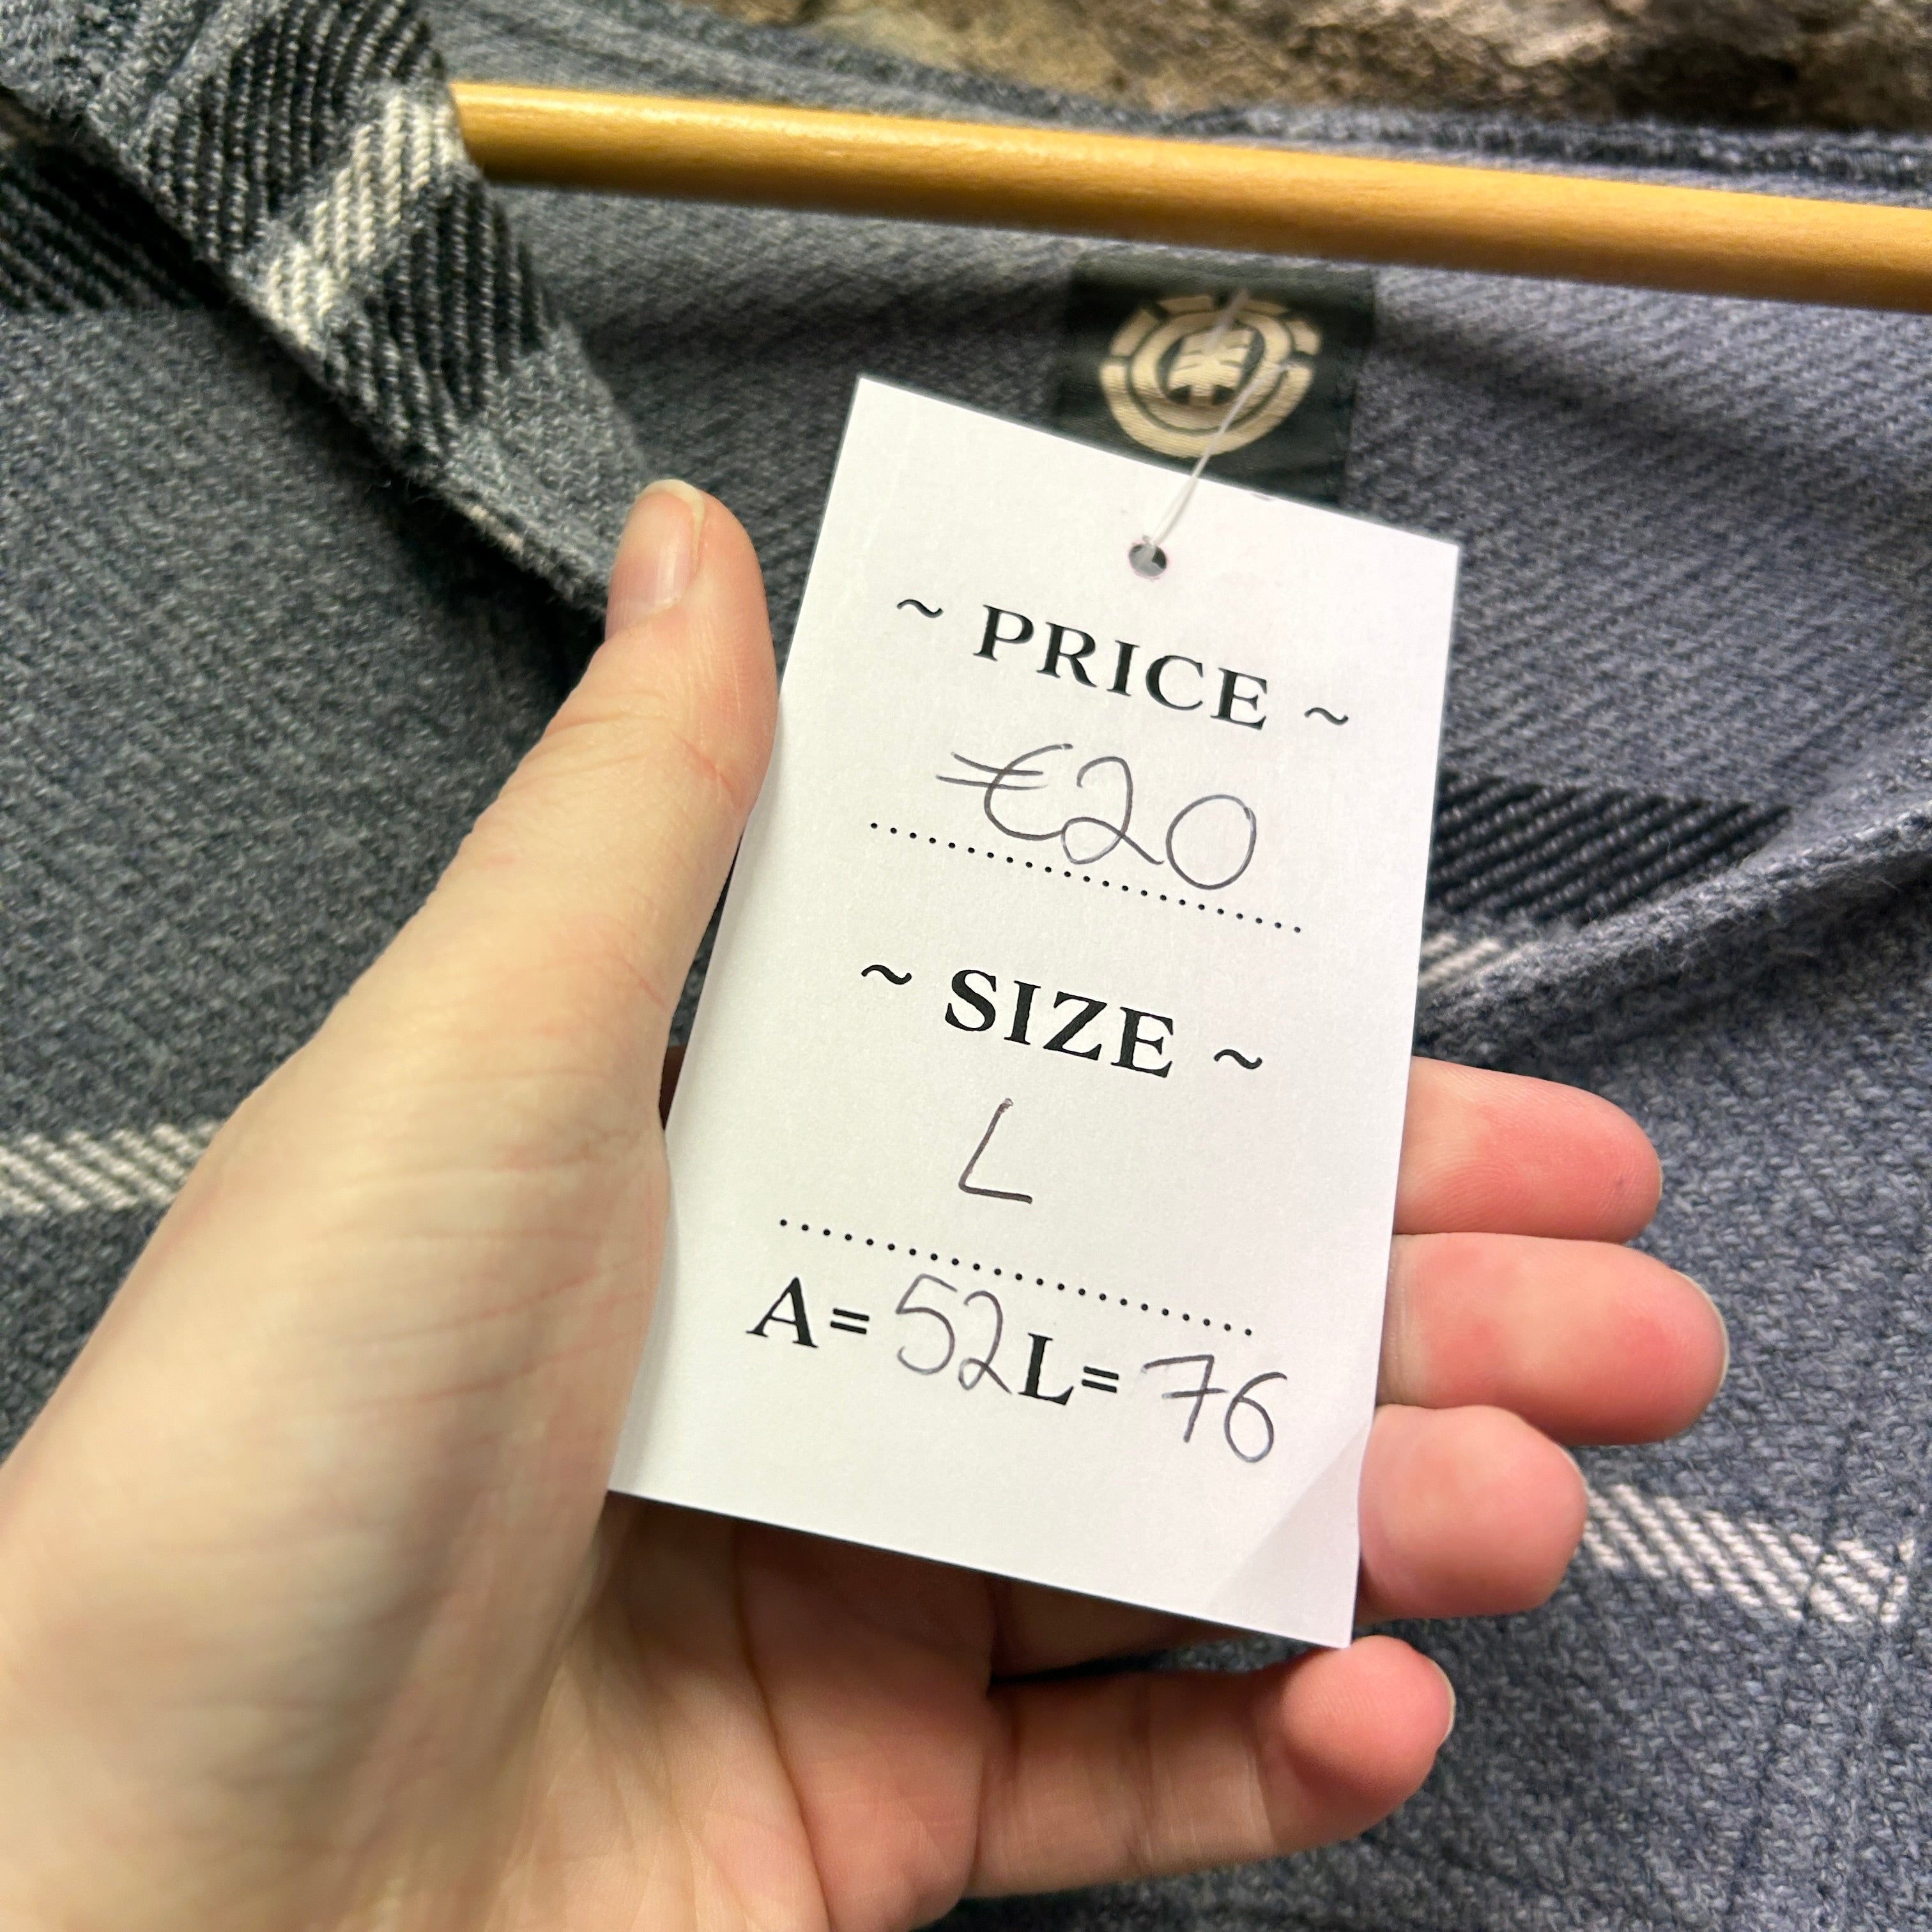 ~ PRICE ~
€20
~ SIZE ~
L
A= 52 L= 76